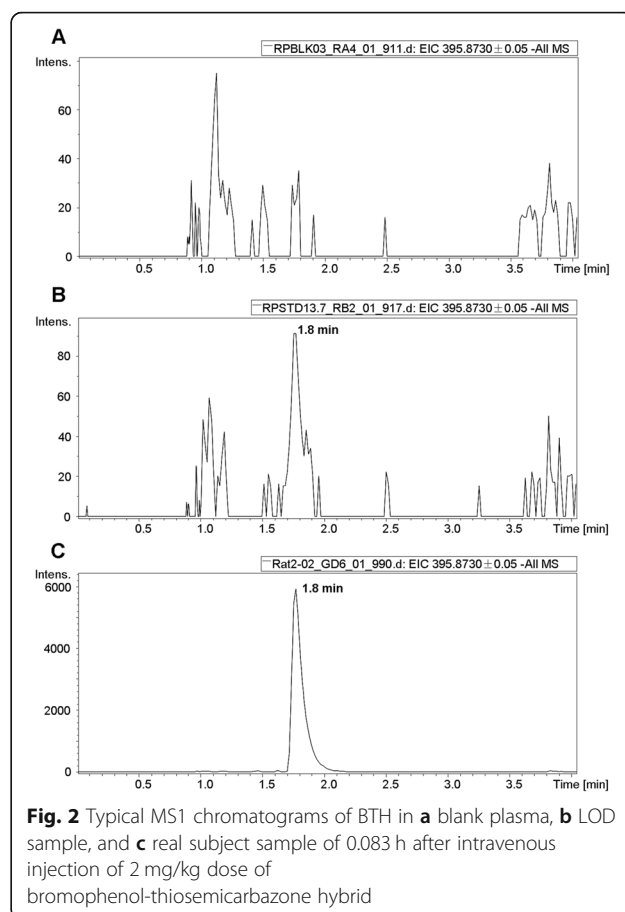 A
RPBLK03_RA4_01_911.d: EIC 395.8730 ± 0.05 -All MS
Intens.
60
40
20
0
0.5 1.0 1.5 2.0 2.5 3.0 3.5 Time [min]
B
RPSTD13.7_RB2_01_917.d: EIC 395.8730 ± 0.05 -All MS
Intens.
1.8 min
80
60
40
20
0
0.5 1.0 1.5 2.0 2.5 3.0 3.5 Time [min]
C
Rat2-02_GD6_01_990.d: EIC 395.8730 ± 0.05 -All MS
Intens.
6000
1.8 min
4000
2000
0
0.5 1.0 1.5 2.0 2.5 3.0 3.5 Time [min]
Fig. 2 Typical MS1 chromatograms of BTH in a blank plasma, b LOD
sample, and c real subject sample of 0.083 h after intravenous
injection of 2 mg/kg dose of
bromophenol-thiosemicarbazone hybrid